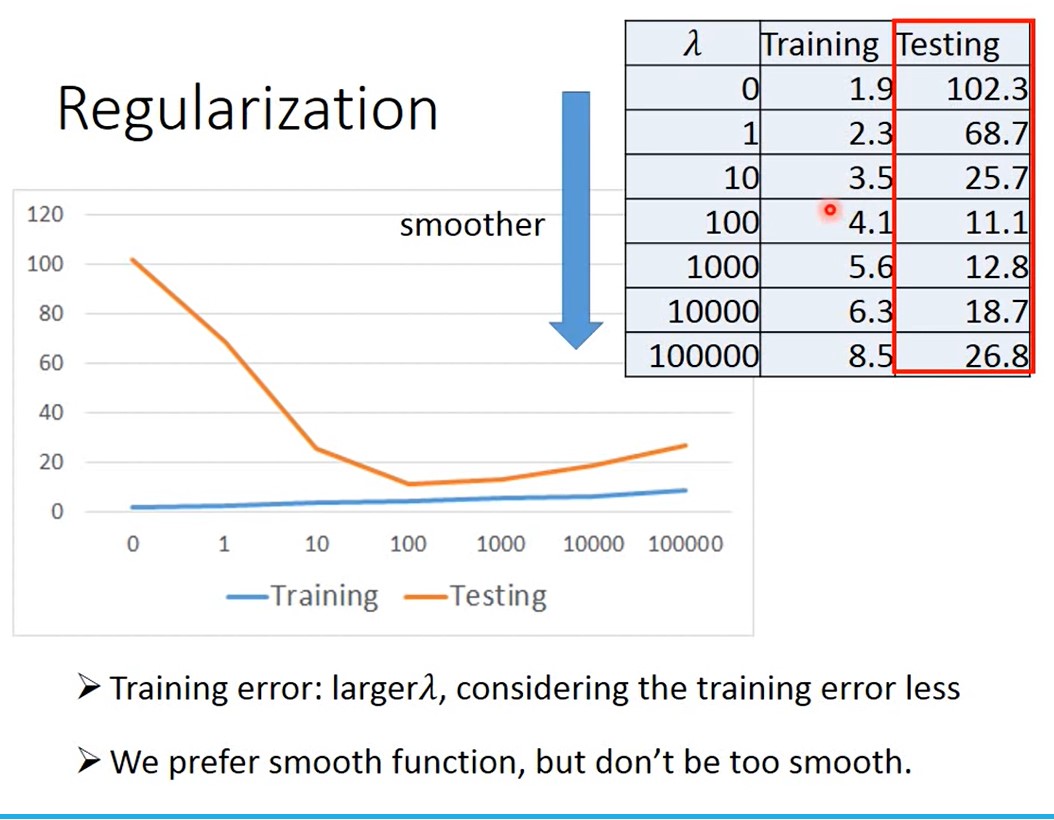 Regularization
λ Training Testing
0 1.9 102.3
1 2.3 68.7
10 3.5 25.7
100 4.1 11.1
1000 5.6 12.8
10000 6.3 18.7
100000 8.5 26.8
smoother
120
100
80
60
40
20
0
0 1 10 100 1000 10000 100000
Training Testing
➢ Training error: largerλ, considering the training error less
➢ We prefer smooth function, but don’t be too smooth.